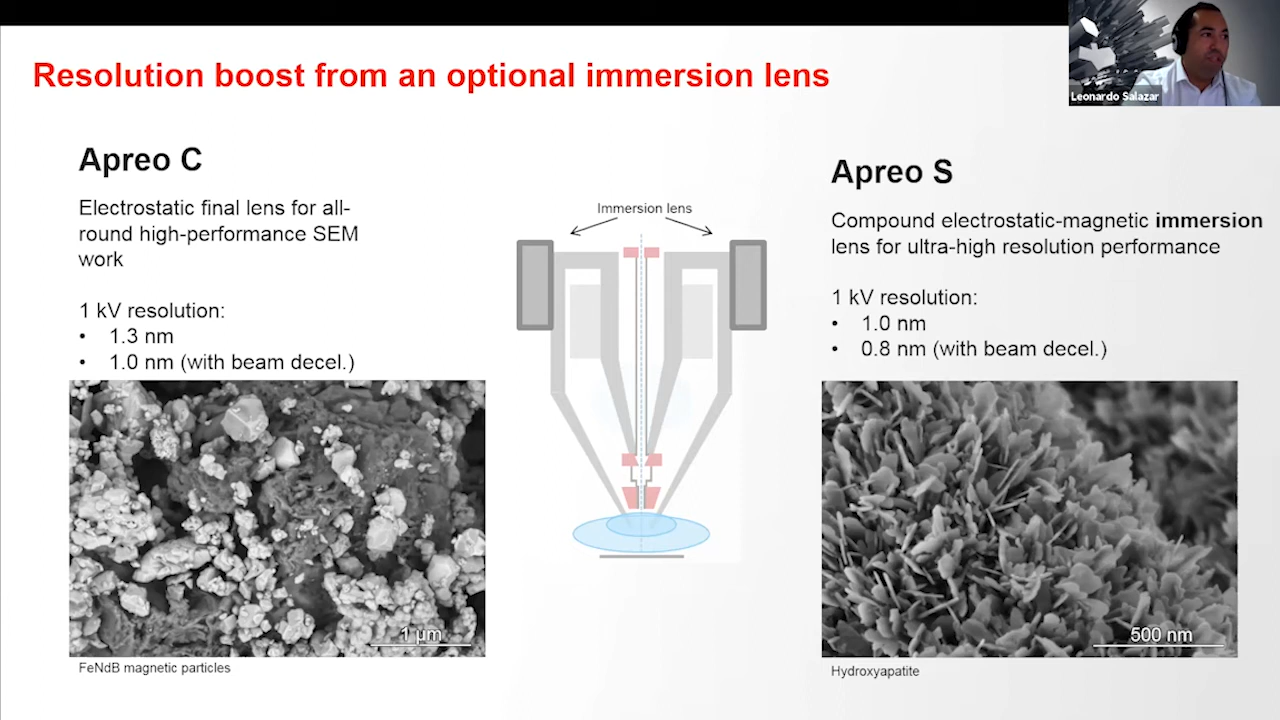 Resolution boost from an optional immersion lens
Leonardo Salazar
Apreo C
Electrostatic final lens for all-
round high-performance SEM
work
1 kV resolution:
• 1.3 nm
• 1.0 nm (with beam decel.)
1 µm
FeNdB magnetic particles
Immersion lens
Apreo S
Compound electrostatic-magnetic immersion
lens for ultra-high resolution performance
1 kV resolution:
• 1.0 nm
• 0.8 nm (with beam decel.)
500 nm
Hydroxyapatite